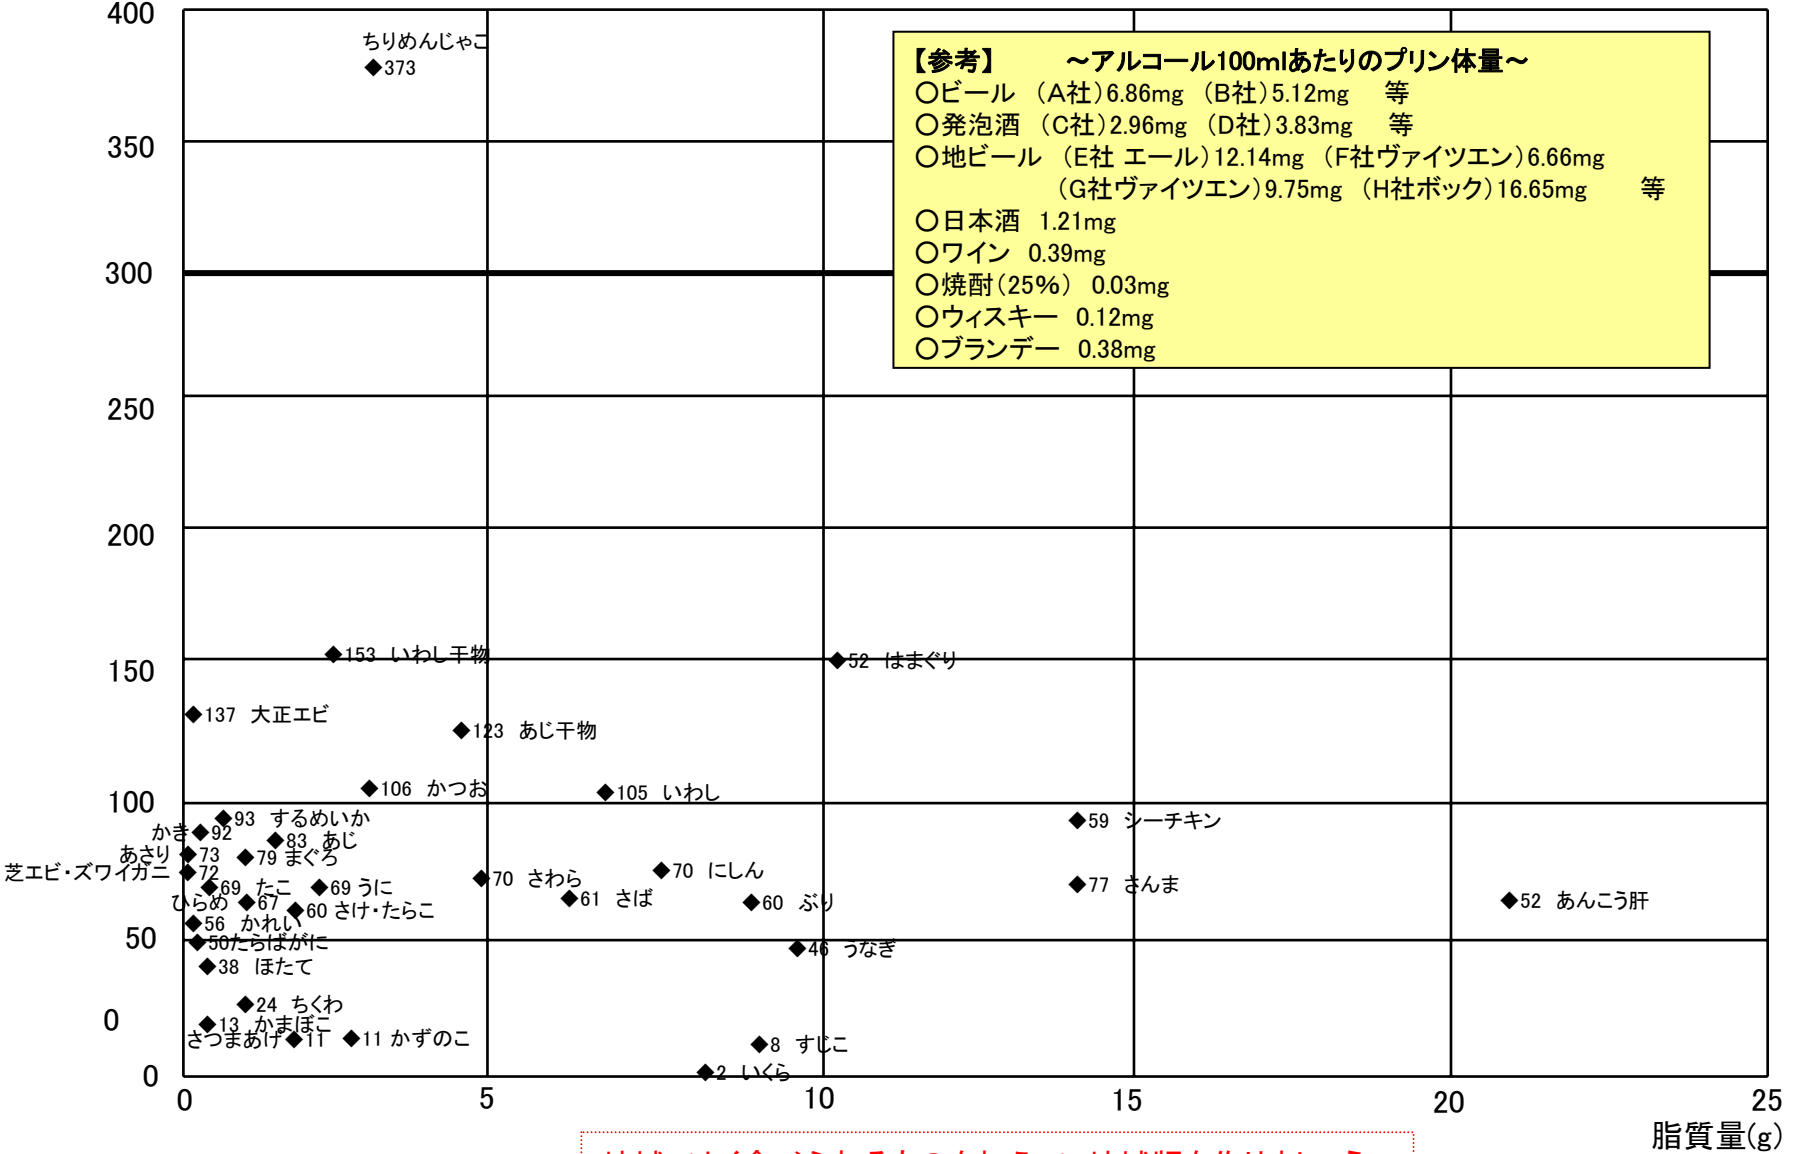 400
ちりめんじゃこ
373
【参考】 ～アルコール100mlあたりのプリン体量～
○ビール （A社）6.86mg （B社）5.12mg 等
○発泡酒 （C社）2.96mg （D社）3.83mg 等
○地ビール （E社 エール）12.14mg （F社ヴァイツエン）6.66mg
（G社ヴァイツエン）9.75mg （H社ボック）16.65mg 等
○日本酒 1.21mg
○ワイン 0.39mg
○焼酎（25%） 0.03mg
○ウィスキー 0.12mg
○ブランデー 0.38mg
350
300
250
200
150
153 いわし干物
52 はまぐり
137 大正エビ
123 あじ干物
106 かつお
105 いわし
100
93 するめいか
59 シーチキン
かき 92
83 あじ
あさり 73
79 まぐろ
芝エビ・ズワイガニ 72
70 さわら
70 にしん
69 たこ
69 うに
77 さんま
ひらめ 67
60 さけ・たらこ
61 さば
60 ぶり
52 あんこう肝
56 かれい
50たらばがに
50
46 うなぎ
38 ほたて
24 ちくわ
0
13 かまぼこ
さつまあげ 11
11 かずのこ
8 すじこ
2 いくら
0
0 5 10 15 20 25
脂質量(g)